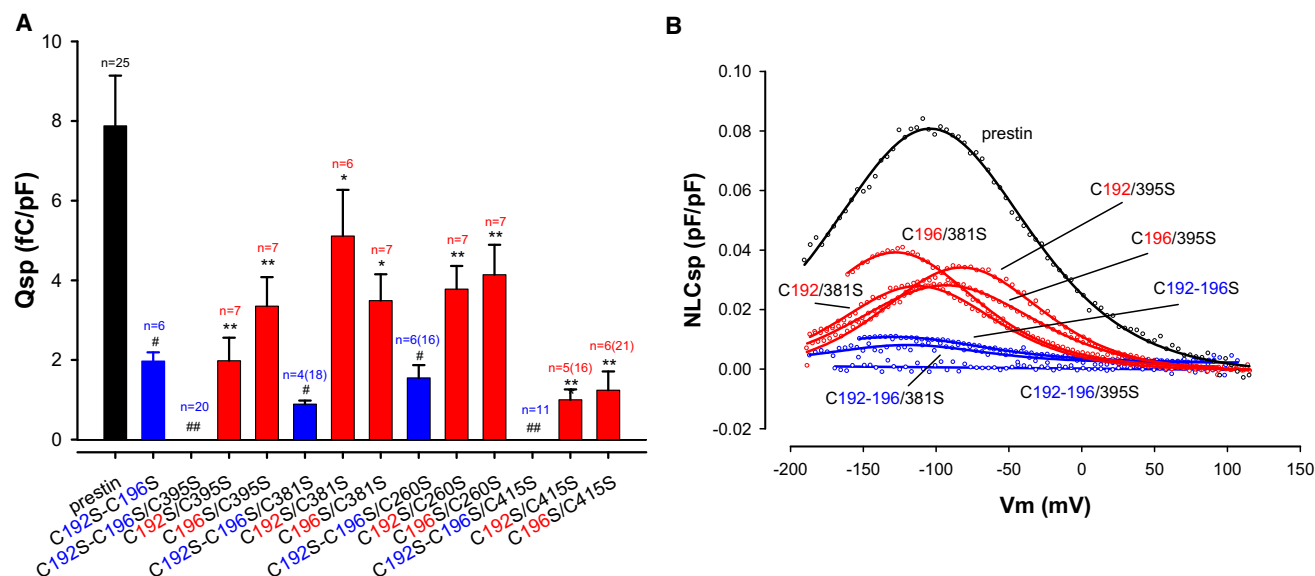 A
Qsp (fC/pF)
10
8
6
4
2
0
n=25
n=6
#
n=20
##
n=7
**
n=7
**
n=4(18)
#
n=6
*
n=7
*
n=6(16)
#
n=7
**
n=7
**
n=11
##
n=5(16)
**
n=6(21)
**
prestin
C192S-C196S
C192S-C196S/C395S
C192S/C395S
C196S/C395S
C192S-C196S/C381S
C192S/C381S
C196S/C381S
C192S-C196S/C260S
C192S/C260S
C196S/C260S
C192S-C196S/C415S
C192S/C415S
C196S/C415S
B
NLCsp (pF/pF)
0.10
0.08
0.06
0.04
0.02
0.00
-0.02
prestin
C192/395S
C196/381S
C196/395S
C192/381S
C192-196S
C192-196/381S
C192-196/395S
-200 -150 -100 -50 0 50 100 150
Vm (mV)